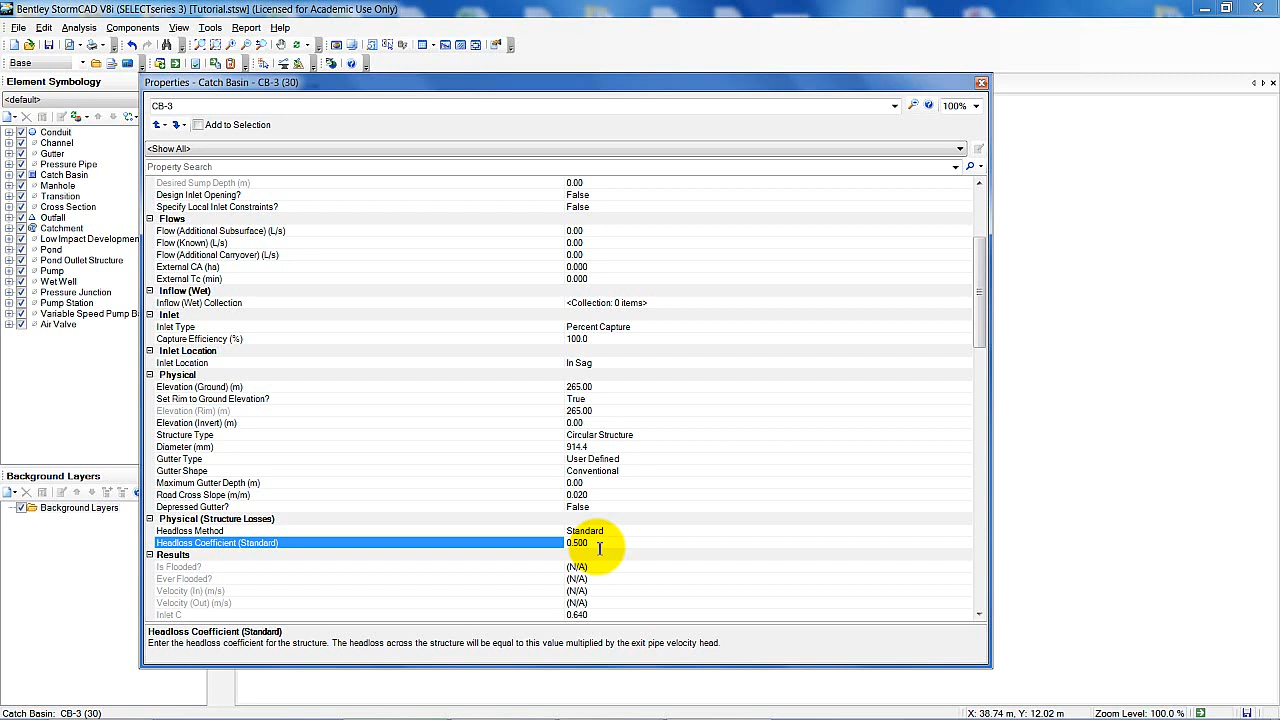 Bentley StormCAD V8i (SELECTseries 3) [Tutorial.stsw] (Licensed for Academic Use Only)
File Edit Analysis Components View Tools Report Help
Base
Element Symbology
<default>
Conduit
Channel
Gutter
Pressure Pipe
Catch Basin
Manhole
Transition
Cross Section
Outfall
Catchment
Low Impact Developmen
Pond
Pond Outlet Structure
Pump
Wet Well
Pressure Junction
Pump Station
Variable Speed Pump B
Air Valve
Background Layers
Background Layers
Properties - Catch Basin - CB-3 (30)
CB-3 100%
Add to Selection
<Show All>
Property Search
Desired Sump Depth (m) 0.00
Design Inlet Opening? False
Specify Local Inlet Constraints? False
Flows
Flow (Additional Subsurface) (L/s) 0.00
Flow (Known) (L/s) 0.00
Flow (Additional Carryover) (L/s) 0.00
External CA (ha) 0.000
External Tc (min) 0.000
Inflow (Wet)
Inflow (Wet) Collection <Collection: 0 items>
Inlet
Inlet Type Percent Capture
Capture Efficiency (%) 100.0
Inlet Location
Inlet Location In Sag
Physical
Elevation (Ground) (m) 265.00
Set Rim to Ground Elevation? True
Elevation (Rim) (m) 265.00
Elevation (Invert) (m) 0.00
Structure Type Circular Structure
Diameter (mm) 914.4
Gutter Type User Defined
Gutter Shape Conventional
Maximum Gutter Depth (m) 0.00
Road Cross Slope (m/m) 0.020
Depressed Gutter? False
Physical (Structure Losses)
Headloss Method Standard
Headloss Coefficient (Standard) 0.500
Results
Is Flooded? (N/A)
Ever Flooded? (N/A)
Velocity (In) (m/s) (N/A)
Velocity (Out) (m/s) (N/A)
Inlet C 0.640
Headloss Coefficient (Standard)
Enter the headloss coefficient for the structure. The headloss across the structure will be equal to this value multiplied by the exit pipe velocity head.
Catch Basin: CB-3 (30) X: 38.74 m, Y: 12.02 m Zoom Level: 100.0 %